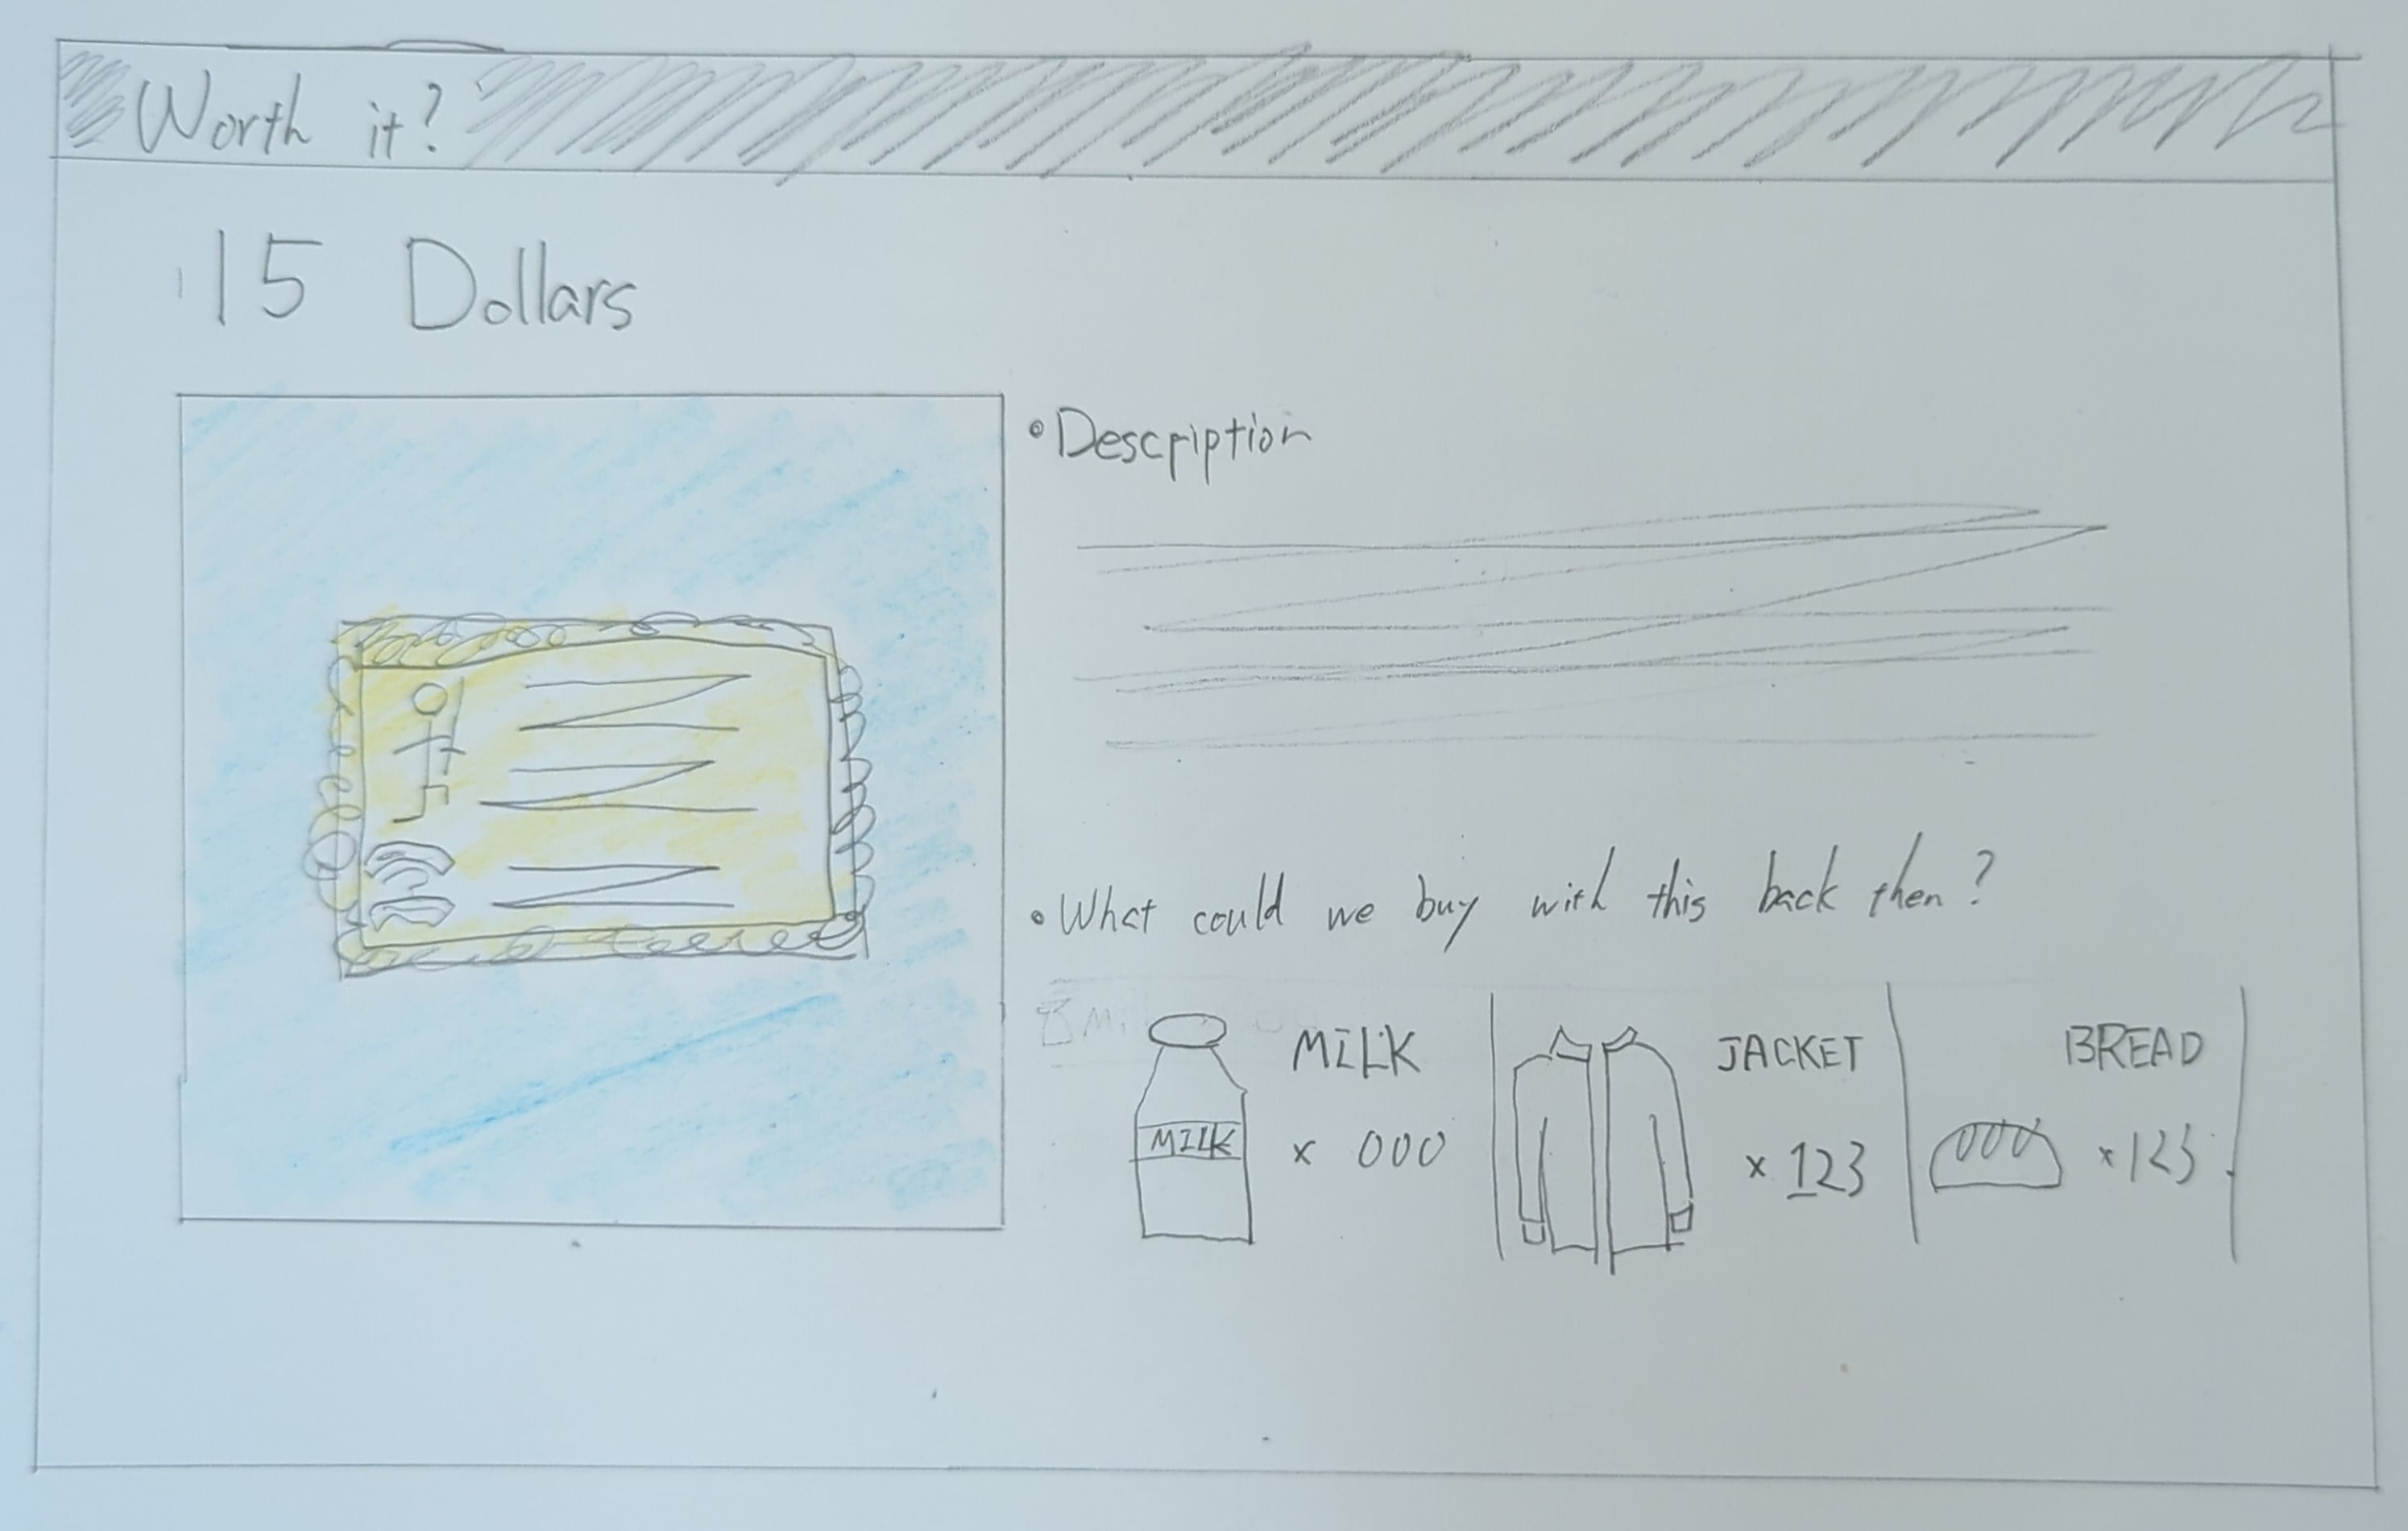 Worth it?
15 Dollars
• Description
• What could we buy with this back then?
MILK
MILK
x 000
JACKET
x 123
BREAD
x 123